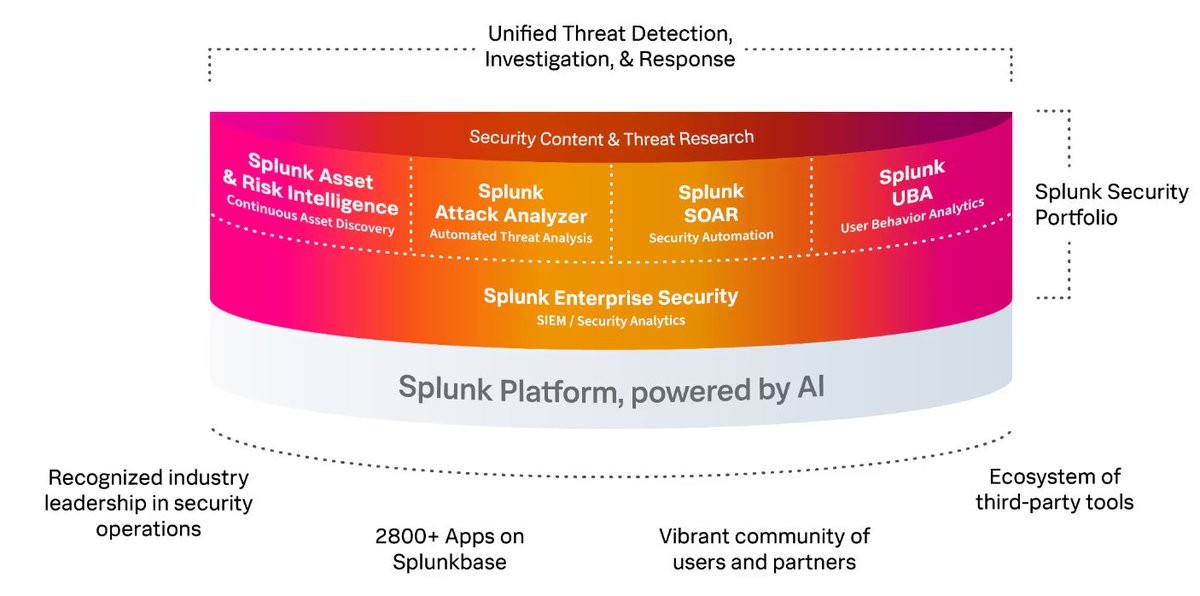 Unified Threat Detection,
Investigation, & Response
Security Content & Threat Research
Splunk Asset
& Risk Intelligence
Continuous Asset Discovery
Splunk
Attack Analyzer
Automated Threat Analysis
Splunk
SOAR
Security Automation
Splunk
UBA
User Behavior Analytics
Splunk Security
Portfolio
Splunk Enterprise Security
SIEM / Security Analytics
Splunk Platform, powered by AI
Recognized industry
leadership in security
operations
2800+ Apps on
Splunkbase
Vibrant community of
users and partners
Ecosystem of
third-party tools